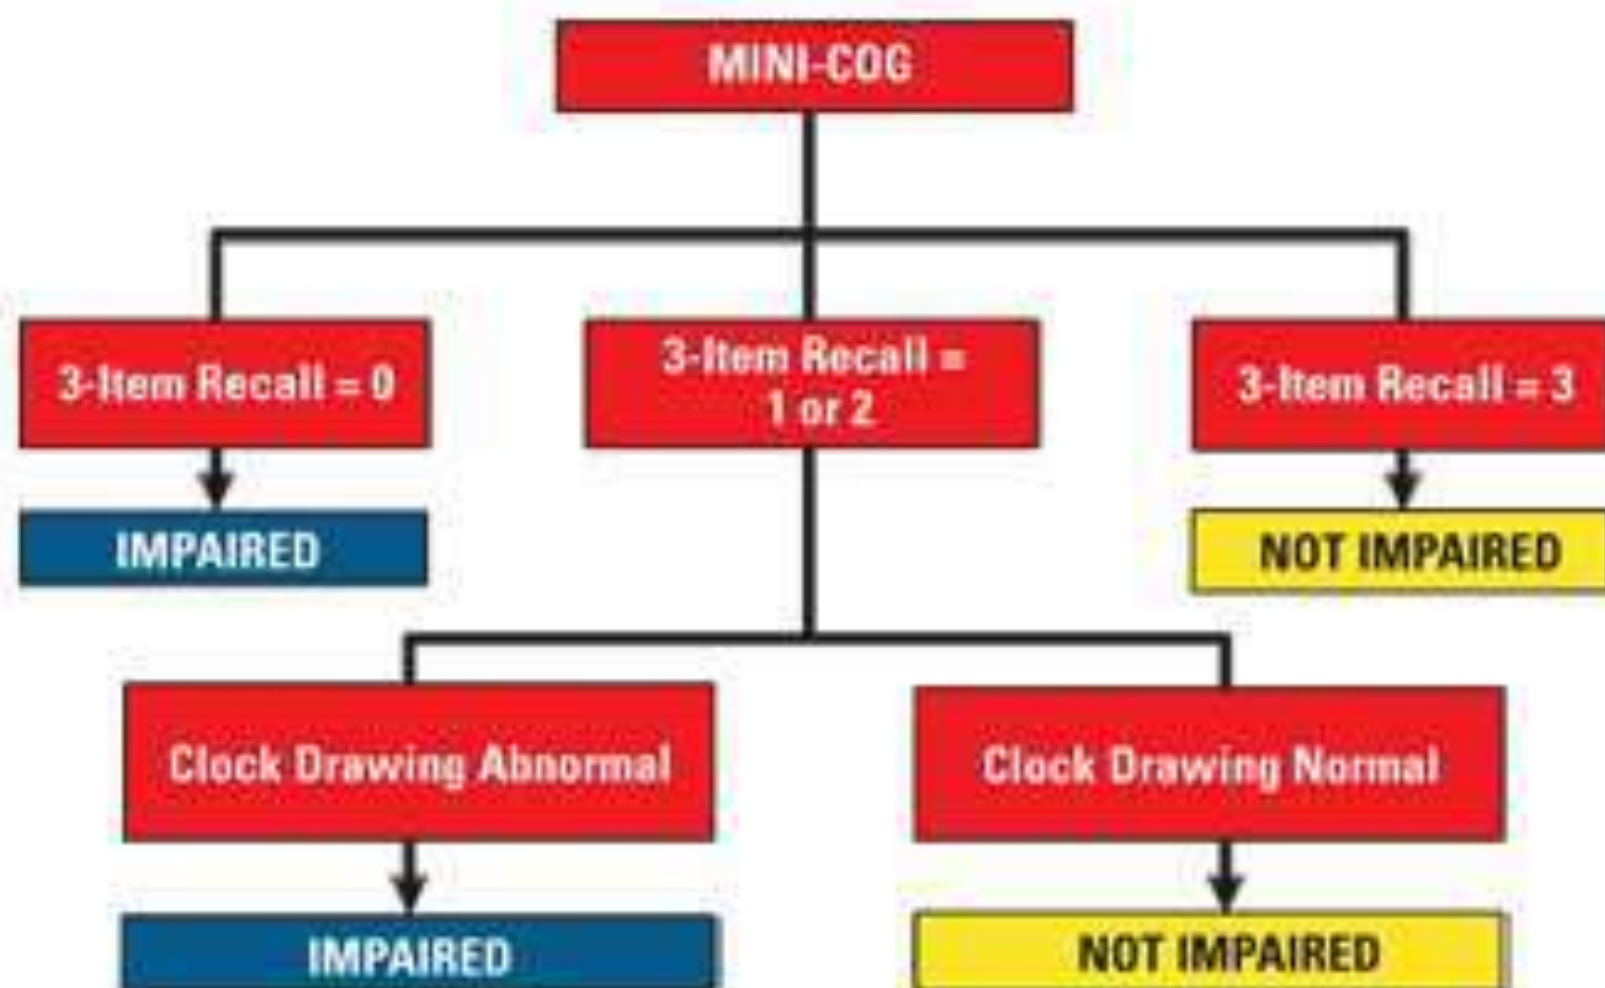 MINI-COG
3-Item Recall = 0
3-Item Recall =
1 or 2
3-Item Recall = 3
IMPAIRED
NOT IMPAIRED
Clock Drawing Abnormal
Clock Drawing Normal
IMPAIRED
NOT IMPAIRED